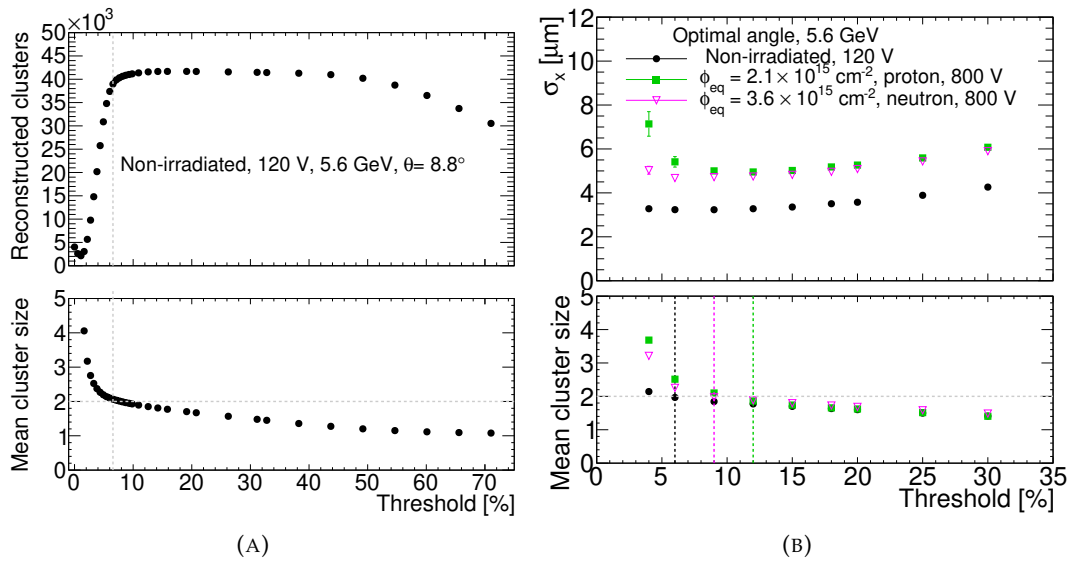 ×10³
50
45
40
35
30
25
20
15
10
5
0
Reconstructed clusters
Non-irradiated, 120 V, 5.6 GeV, θ= 8.8°
5
4
3
2
1
0
Mean cluster size
0 10 20 30 40 50 60 70
Threshold [%]
(A)
12
10
8
6
4
2
0
σx [μm]
Optimal angle, 5.6 GeV
Non-irradiated, 120 V
ϕeq = 2.1 × 10¹⁵ cm⁻², proton, 800 V
ϕeq = 3.6 × 10¹⁵ cm⁻², neutron, 800 V
5
4
3
2
1
0
Mean cluster size
0 5 10 15 20 25 30 35
Threshold [%]
(B)